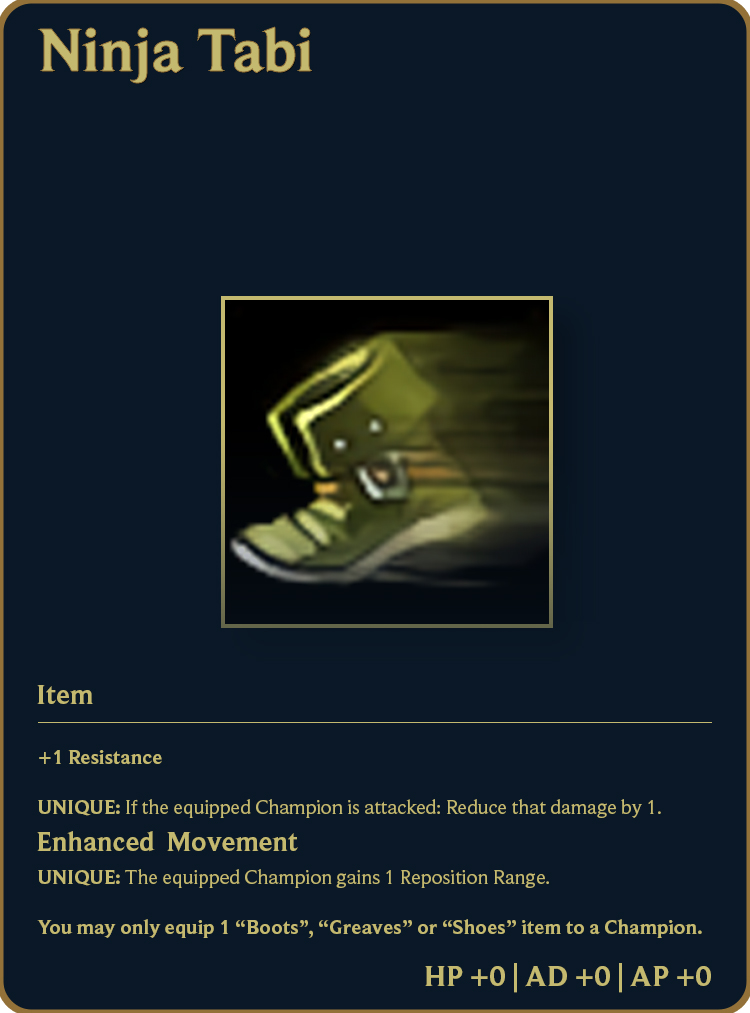 Ninja Tabi
Item
+1 Resistance
UNIQUE: If the equipped Champion is attacked: Reduce that damage by 1.
Enhanced Movement
UNIQUE: The equipped Champion gains 1 Reposition Range.
You may only equip 1 “Boots”, “Greaves” or “Shoes” item to a Champion.
HP +0 | AD +0 | AP +0